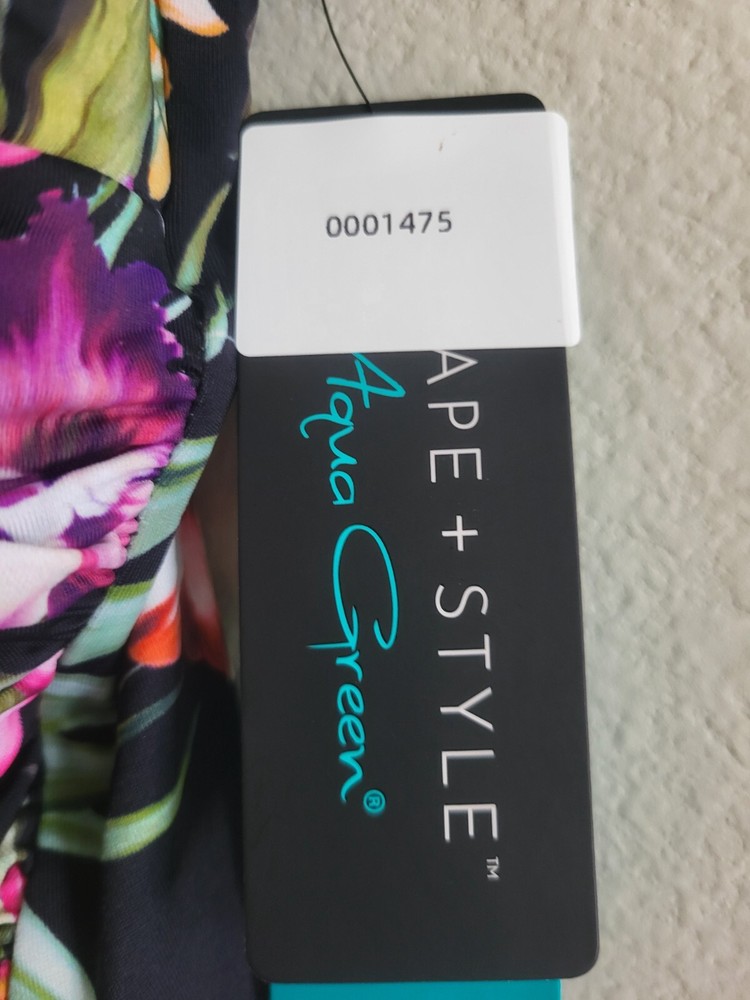 0001475
APE + STYLE™
Aqua Green®